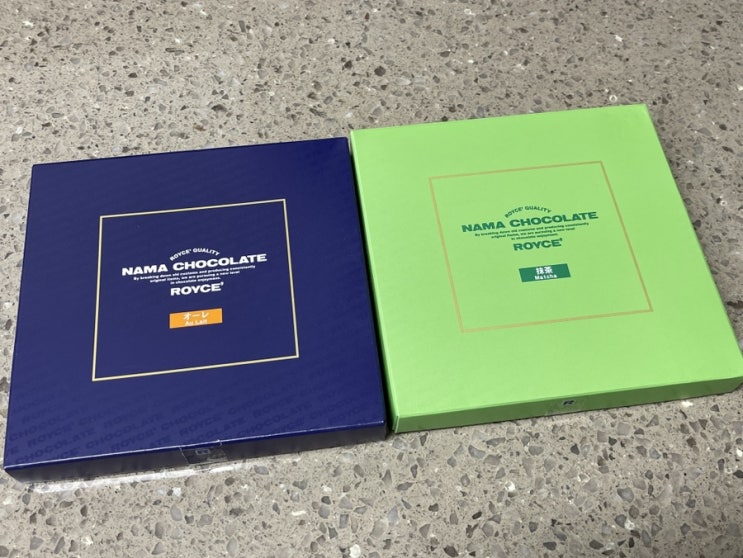 ROYCE' QUALITY
NAMA CHOCOLATE
By breaking down old customs and producing consistently
original items, we are pursuing a new level
in chocolate enjoyment.
ROYCE'
オーレ
Au Lait
ROYCE CHOCOLATE
ROYCE' QUALITY
NAMA CHOCOLATE
By breaking down old customs and producing consistently
original items, we are pursuing a new level
in chocolate enjoyment.
ROYCE'
抹茶
Matcha
R